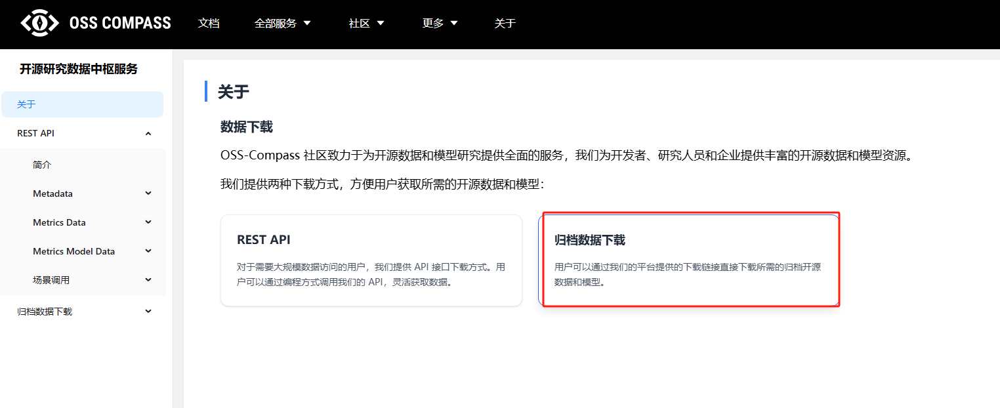 OSS COMPASS
文档
全部服务
社区
更多
关于
开源研究数据中枢服务
关于
REST API
简介
Metadata
Metrics Data
Metrics Model Data
场景调用
归档数据下载
关于
数据下载
OSS-Compass 社区致力于为开源数据和模型研究提供全面的服务，我们为开发者、研究人员和企业提供丰富的开源数据和模型资源。
我们提供两种下载方式，方便用户获取所需的开源数据和模型：
REST API
对于需要大规模数据访问的用户，我们提供 API 接口下载方式。用
户可以通过编程方式调用我们的 API，灵活获取数据。
归档数据下载
用户可以通过我们的平台提供的下载链接直接下载所需的归档开源
数据和模型。